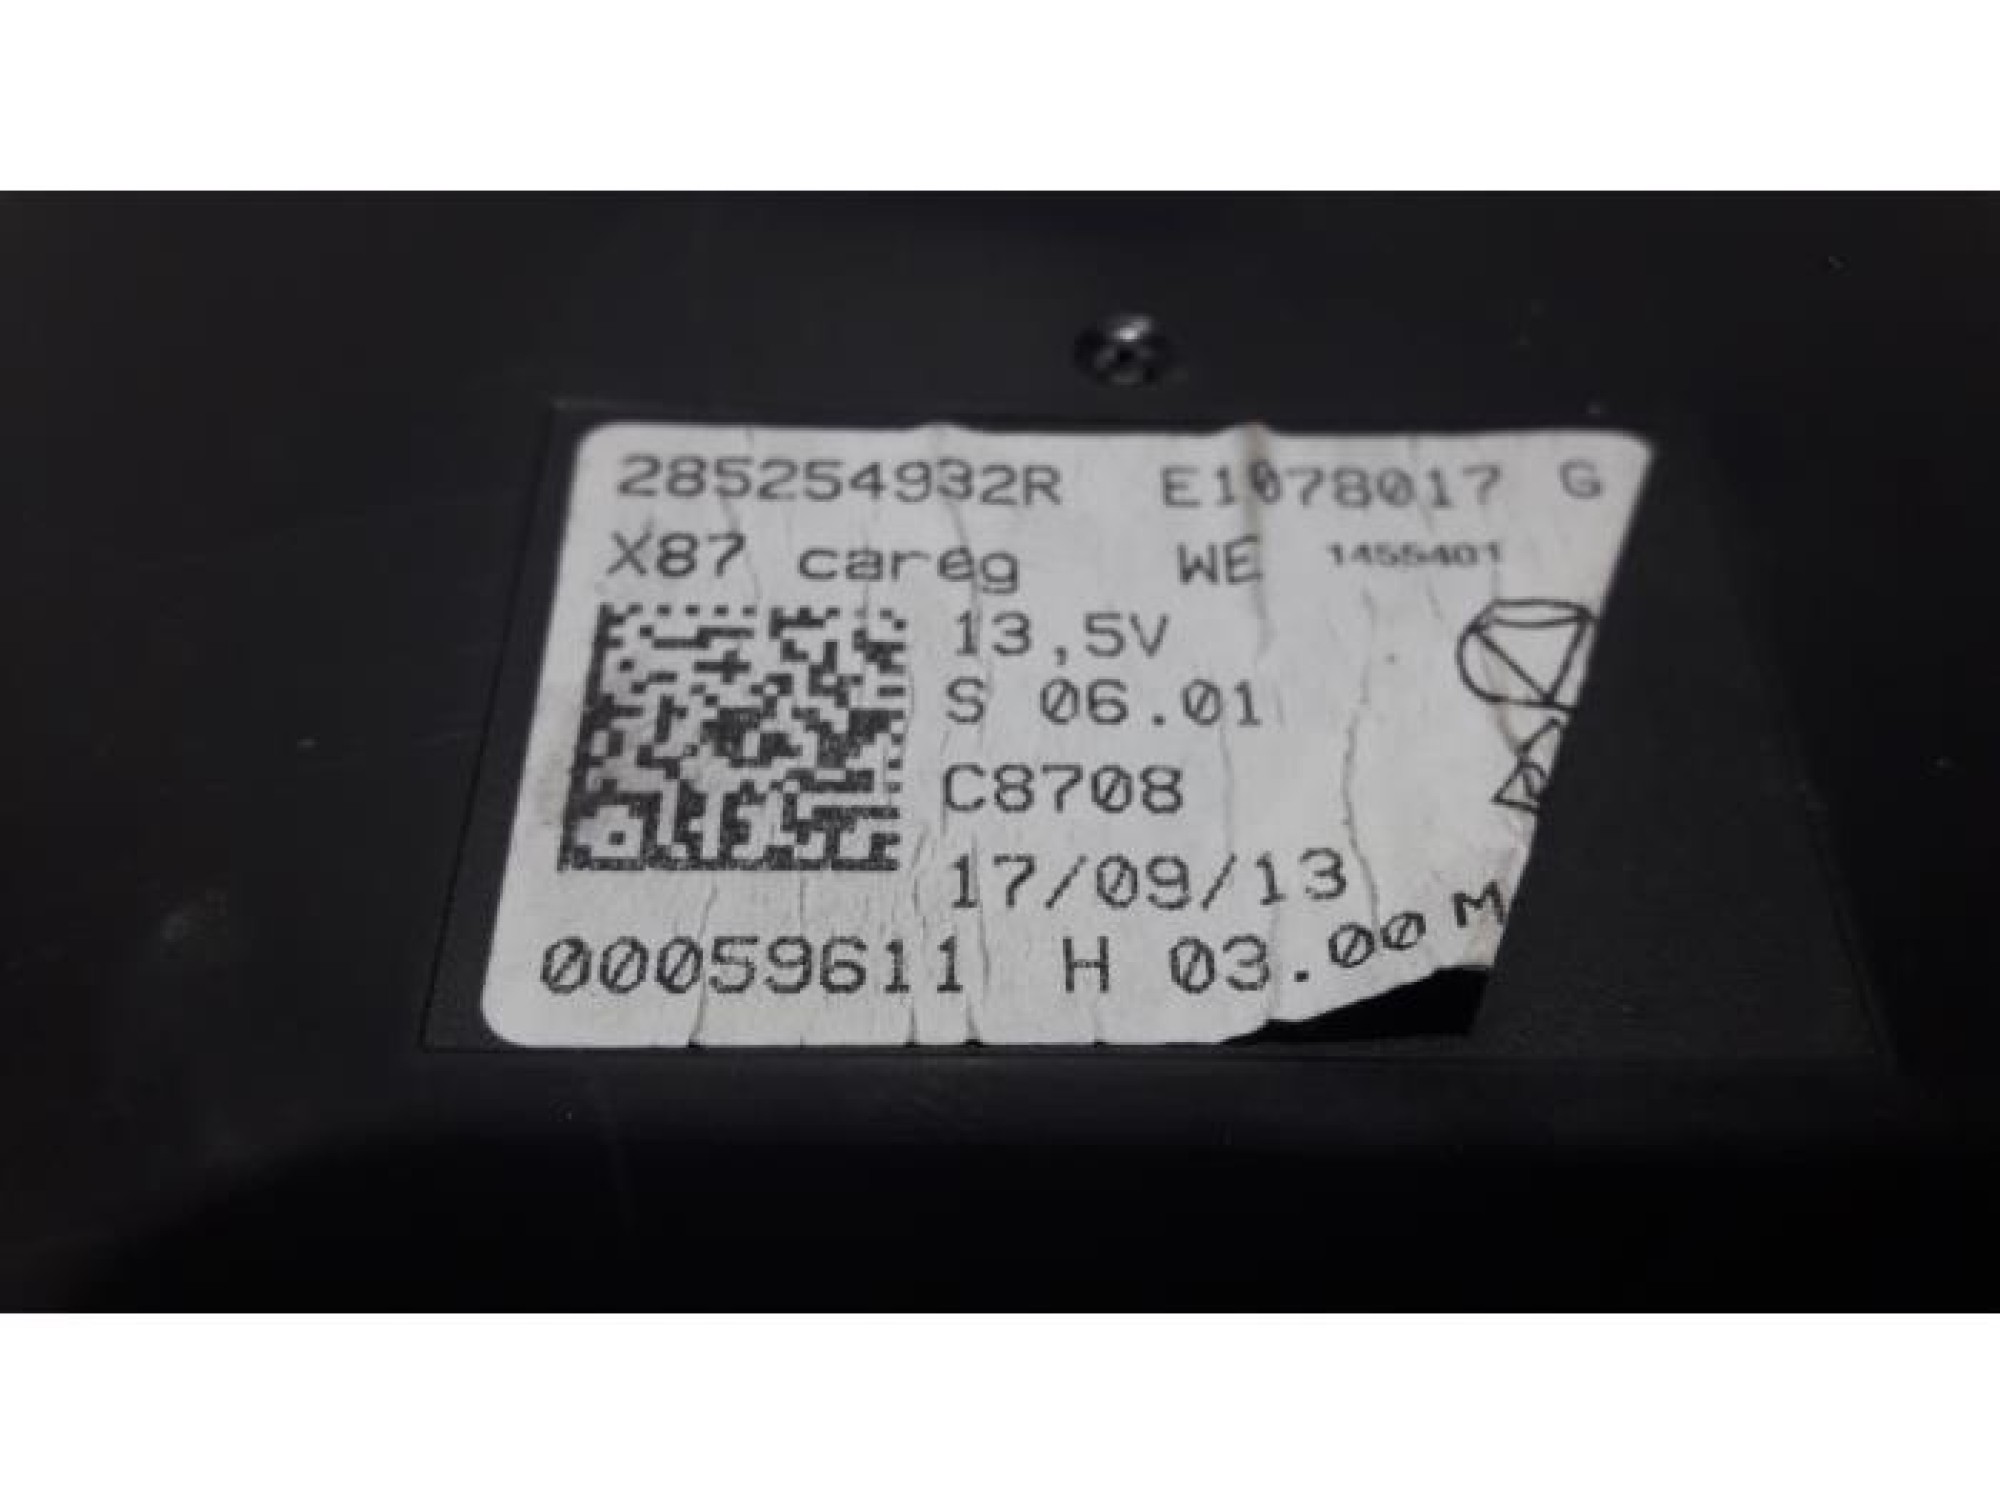 285254932R E1078017 G
X87 careg WE 1455401
13,5V
S 06.01
C8708
17/09/13
00059611 H 03.00 M